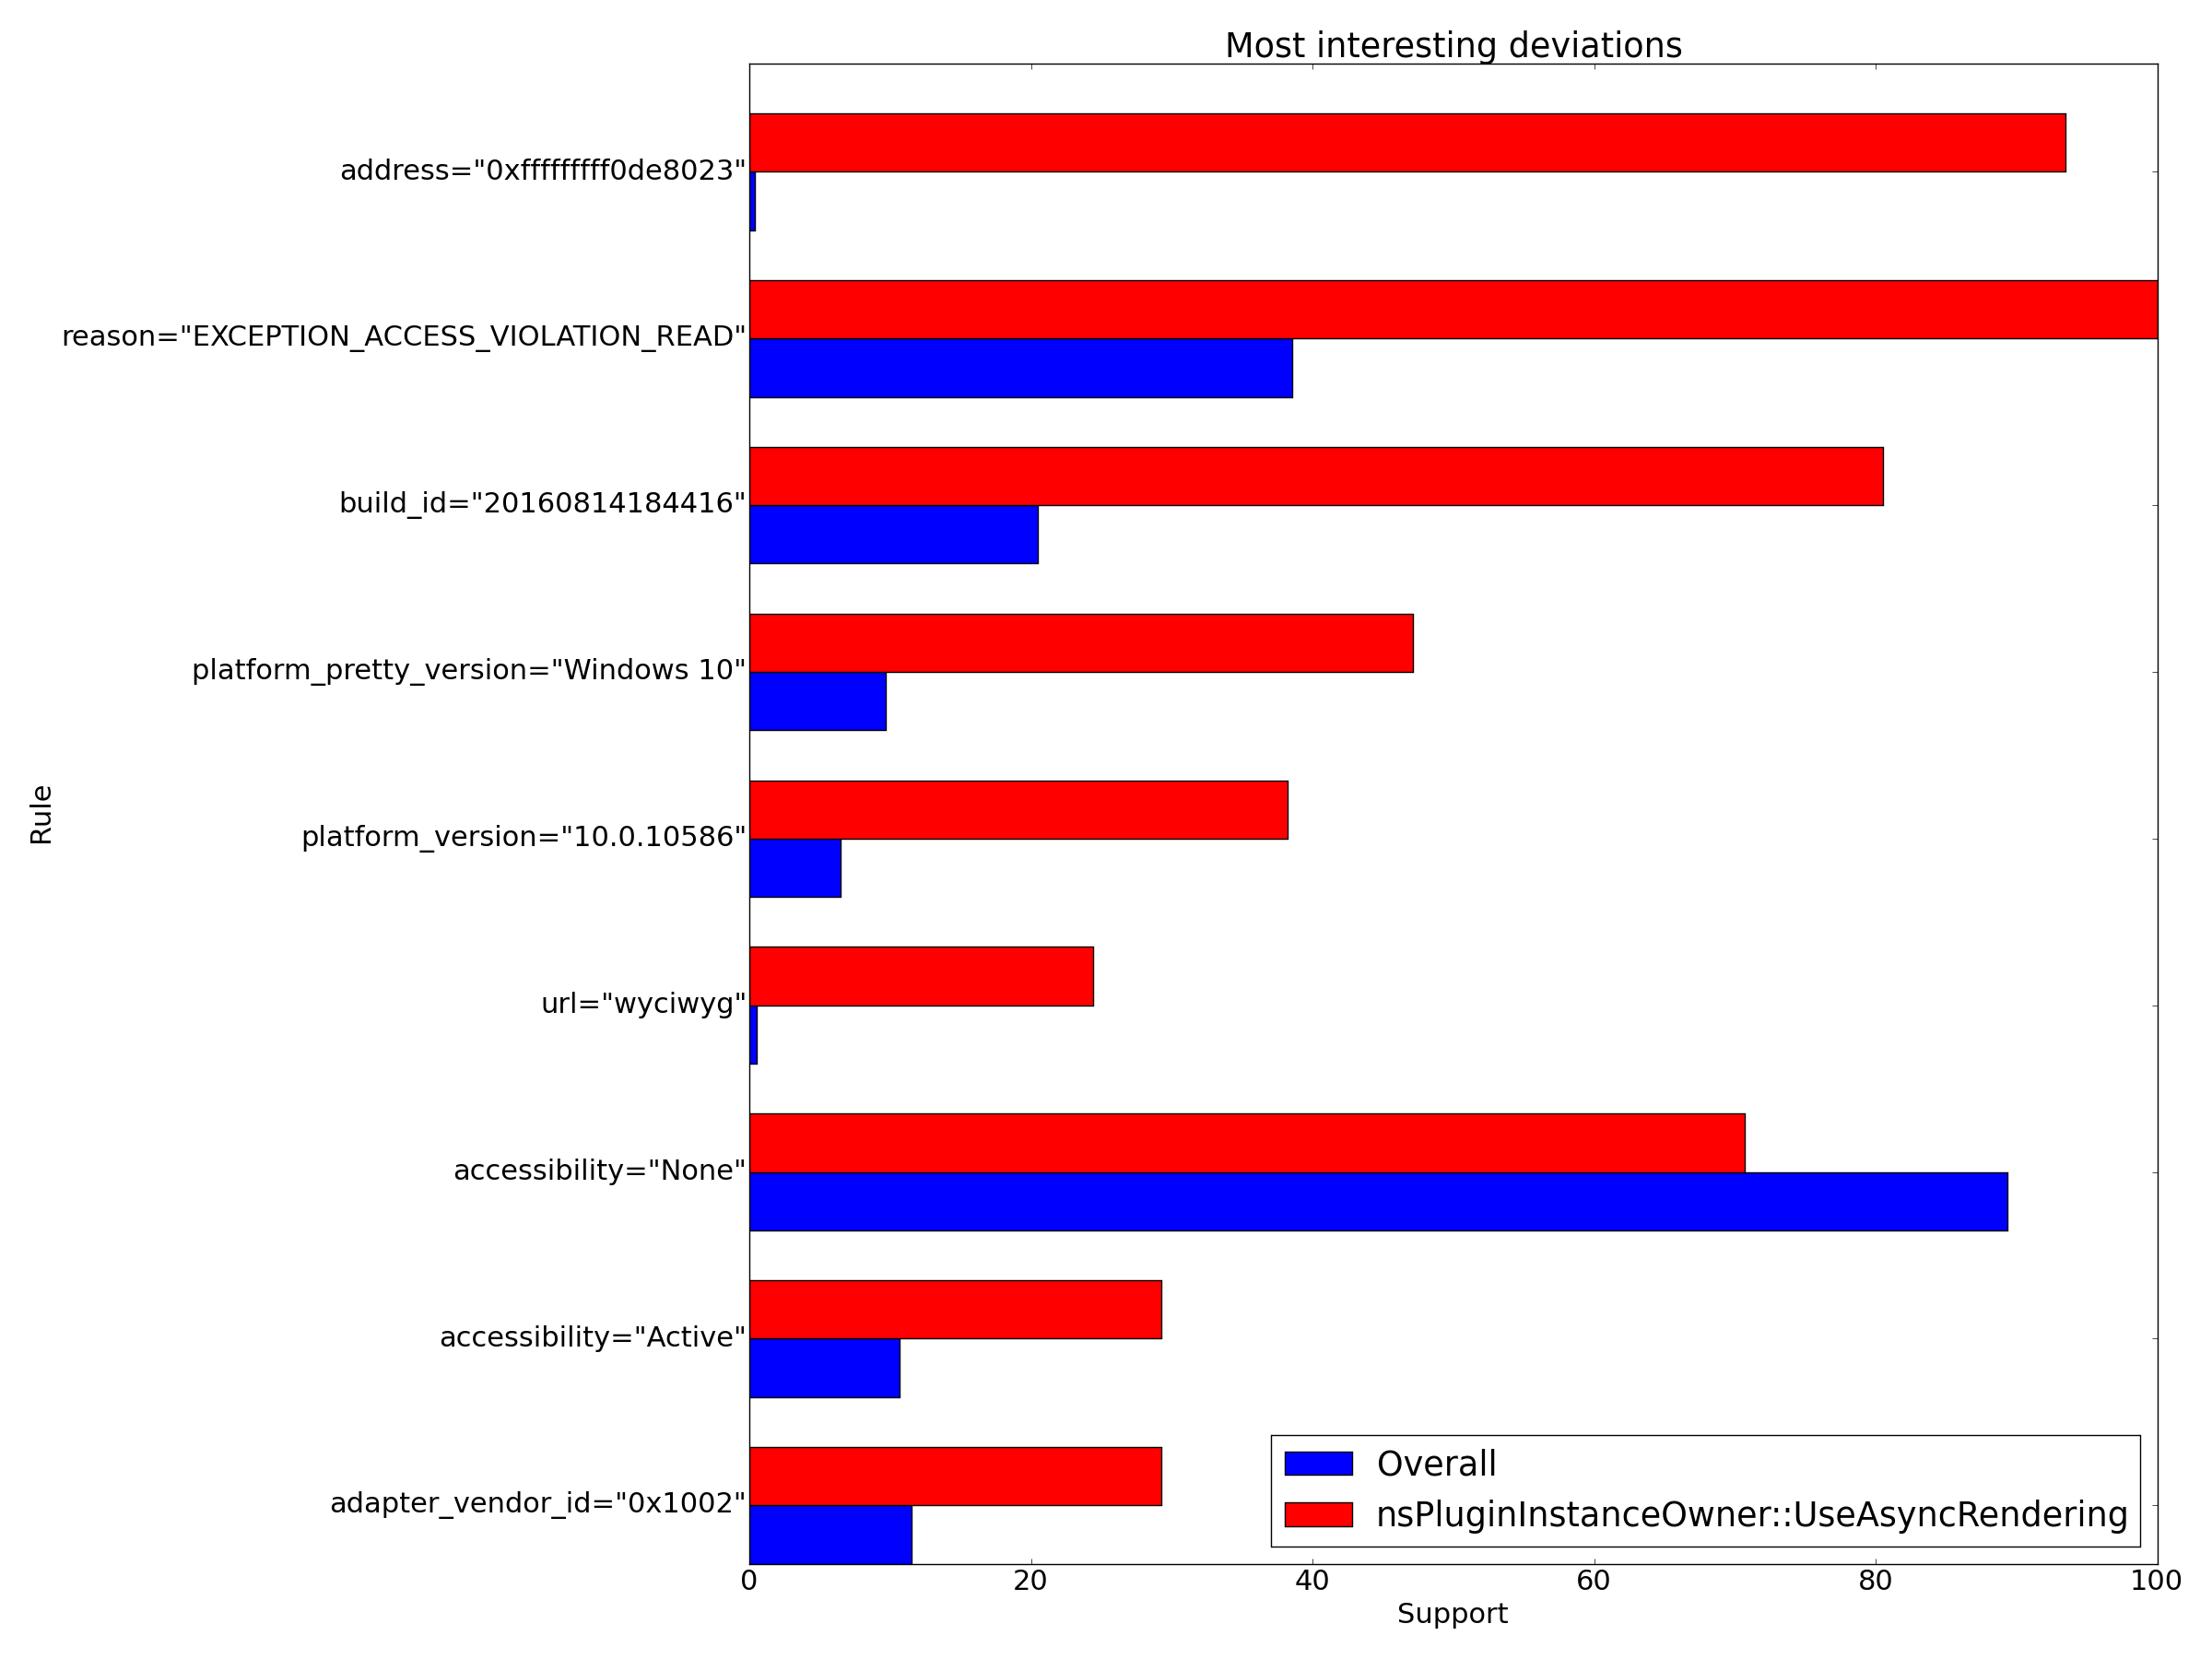 Most interesting deviations
address="0xfffffffff0de8023"
reason="EXCEPTION_ACCESS_VIOLATION_READ"
build_id="20160814184416"
platform_pretty_version="Windows 10"
platform_version="10.0.10586"
url="wyciwyg"
accessibility="None"
accessibility="Active"
adapter_vendor_id="0x1002"
Rule
Overall
nsPluginInstanceOwner::UseAsyncRendering
0 20 40 60 80 100
Support